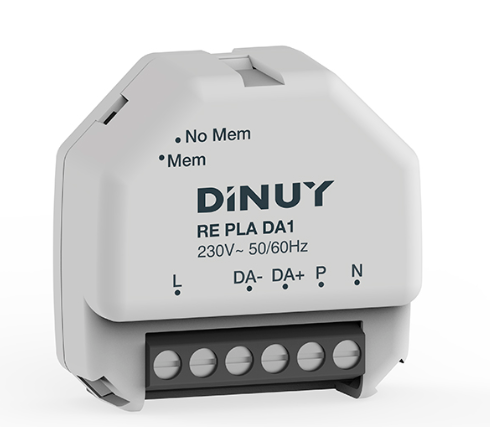 No Mem
Mem
DiNUY
RE PLA DA1
230V~ 50/60Hz
L DA- DA+ P N